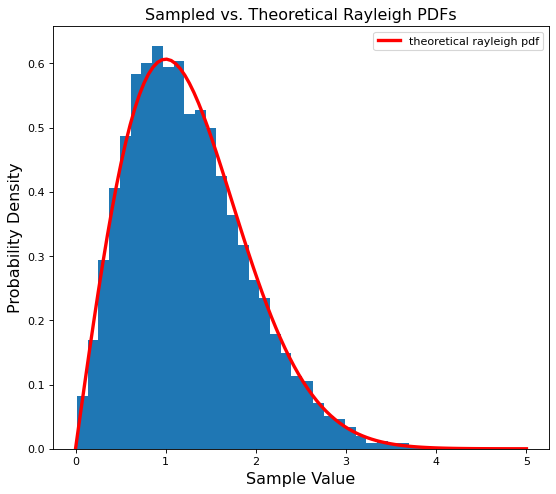 Sampled vs. Theoretical Rayleigh PDFs
theoretical rayleigh pdf
Probability Density
0.6
0.5
0.4
0.3
0.2
0.1
0.0
0 1 2 3 4 5
Sample Value